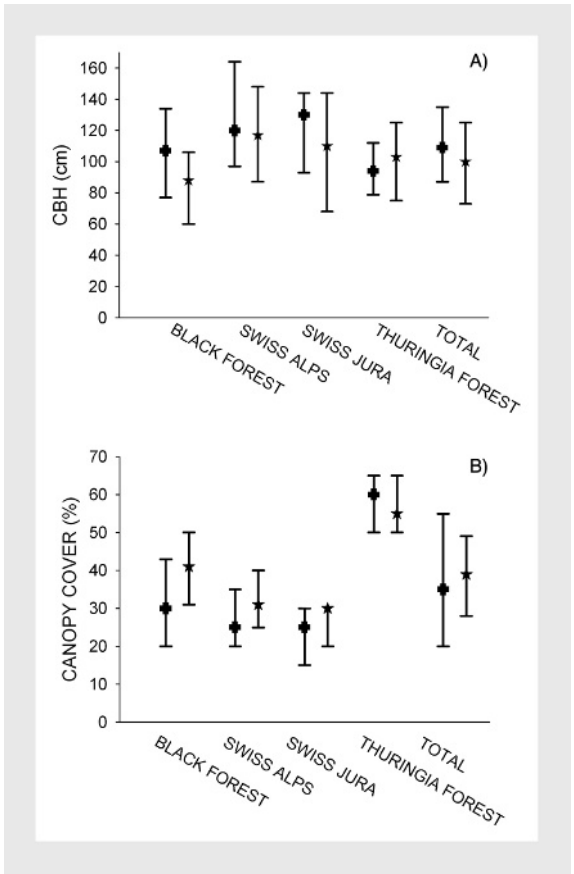 A)
CBH (cm)
160
140
120
100
80
60
40
20
0
BLACK FOREST
SWISS ALPS
SWISS JURA
THURINGIA FOREST
TOTAL
B)
CANOPY COVER (%)
70
60
50
40
30
20
10
0
BLACK FOREST
SWISS ALPS
SWISS JURA
THURINGIA FOREST
TOTAL